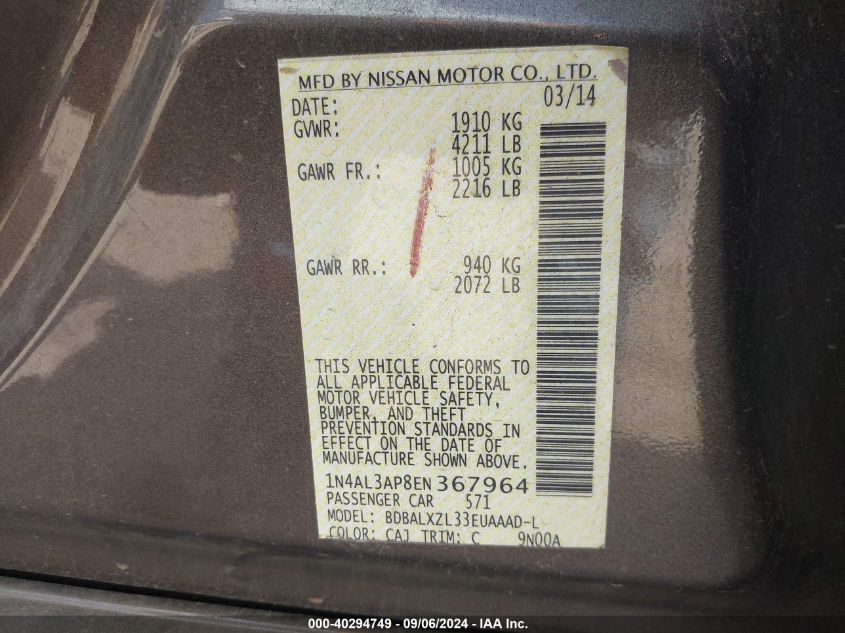 MFD BY NISSAN MOTOR CO., LTD.
DATE: 03/14
GVWR: 1910 KG
4211 LB
GAWR FR.: 1005 KG
2216 LB
GAWR RR.: 940 KG
2072 LB
THIS VEHICLE CONFORMS TO
ALL APPLICABLE FEDERAL
MOTOR VEHICLE SAFETY,
BUMPER, AND THEFT
PREVENTION STANDARDS IN
EFFECT ON THE DATE OF
MANUFACTURE SHOWN ABOVE.
1N4AL3AP8EN367964
PASSENGER CAR 571
MODEL: BDBALXZL33EUAAAD-L
COLOR: CAJ TRIM: C 9N00A
000-40294749 - 09/06/2024 - IAA Inc.